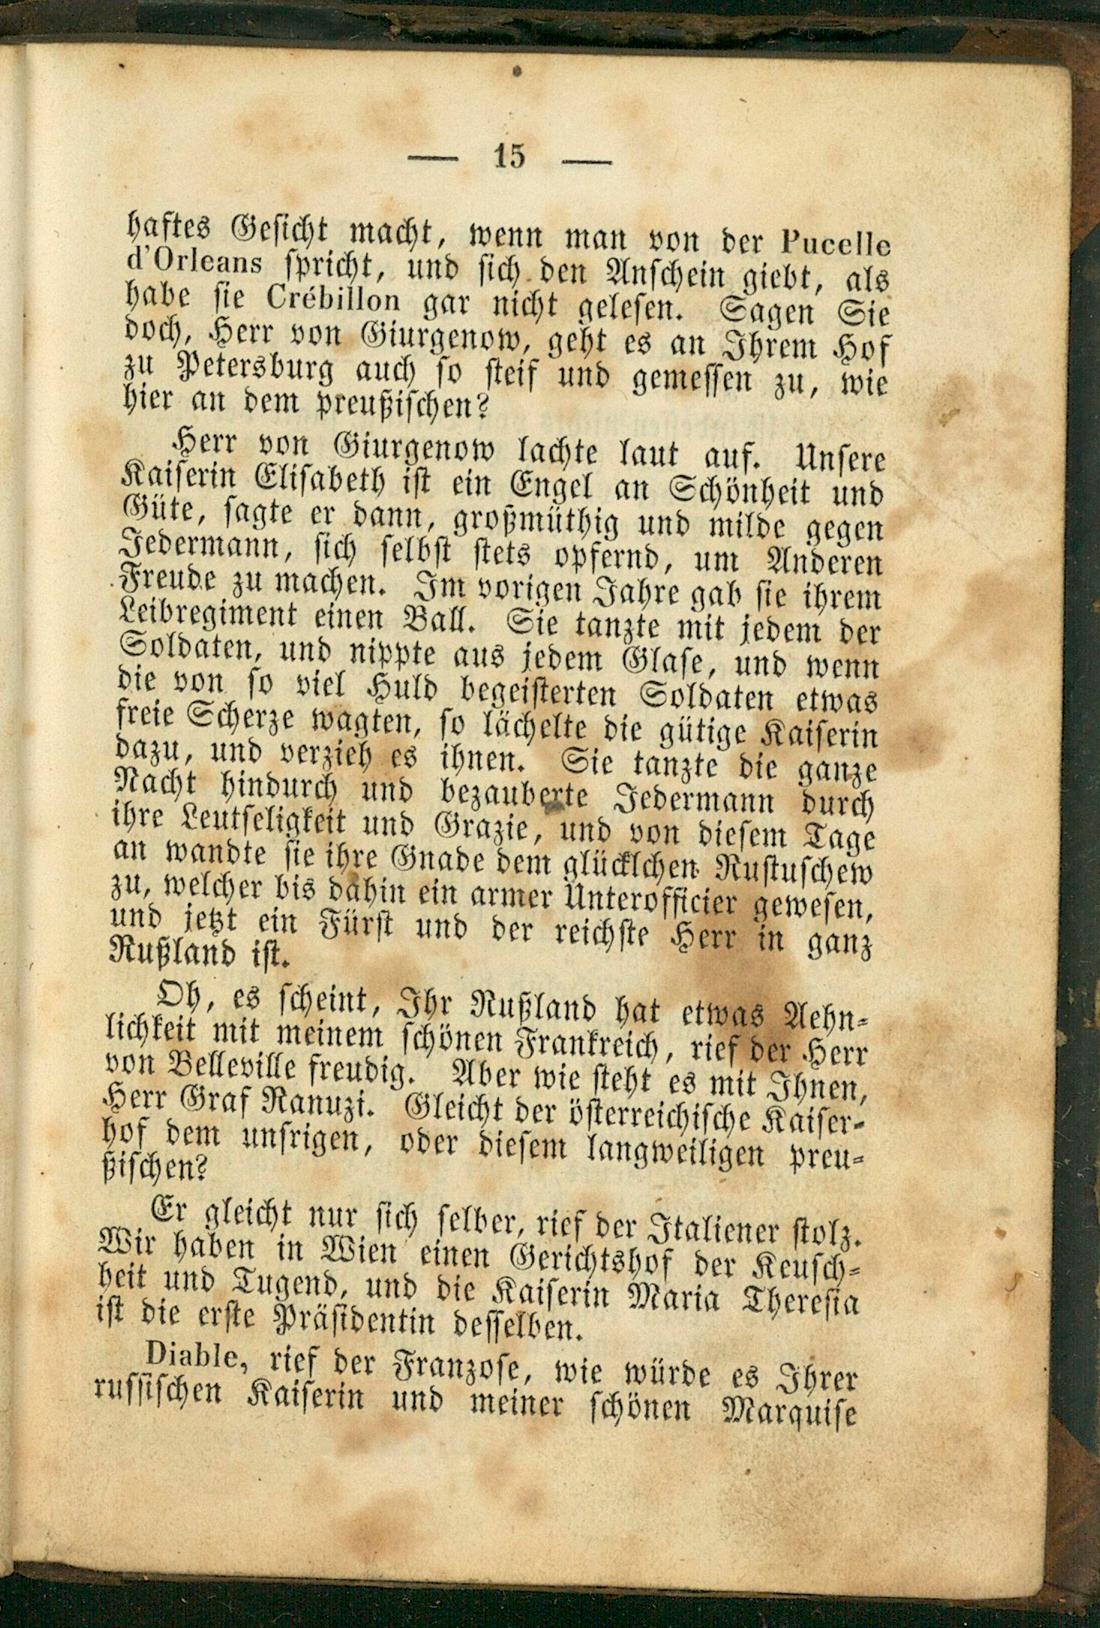 — 15 —
haftes Gesicht macht, wenn man von der Pucelle
d'Orleans spricht, und sich den Anschein giebt, als
habe sie Crébillon gar nicht gelesen. Sagen Sie
doch, Herr von Giurgenow, geht es an Ihrem Hof
zu Petersburg auch so steif und gemessen zu, wie
hier an dem preußischen?
Herr von Giurgenow lachte laut auf. Unsere
Kaiserin Elisabeth ist ein Engel an Schönheit und
Güte, sagte er dann, großmüthig und milde gegen
Jedermann, sich selbst stets opfernd, um Anderen
Freude zu machen. Im vorigen Jahre gab sie ihrem
Leibregiment einen Ball. Sie tanzte mit jedem der
Soldaten, und nippte aus jedem Glase, und wenn
die von so viel Huld begeisterten Soldaten etwas
freie Scherze wagten, so lächelte die gütige Kaiserin
dazu, und verzieh es ihnen. Sie tanzte die ganze
Nacht hindurch und bezauberte Jedermann durch
ihre Leutseligkeit und Grazie, und von diesem Tage
an wandte sie ihre Gnade dem glücklchen Rustuschew
zu, welcher bis dahin ein armer Unterofficier gewesen,
und jetzt ein Fürst und der reichste Herr in ganz
Rußland ist.
Oh, es scheint, Ihr Rußland hat etwas Aehn-
lichkeit mit meinem schönen Frankreich, rief der Herr
von Belleville freudig. Aber wie steht es mit Ihnen,
Herr Graf Ranuzi. Gleicht der österreichische Kaiser-
hof dem unsrigen, oder diesem langweiligen preu-
ßischen?
Er gleicht nur sich selber, rief der Italiener stolz.
Wir haben in Wien einen Gerichtshof der Keusch-
heit und Tugend, und die Kaiserin Maria Theresia
ist die erste Präsidentin desselben.
Diable, rief der Franzose, wie würde es Ihrer
russischen Kaiserin und meiner schönen Marquise